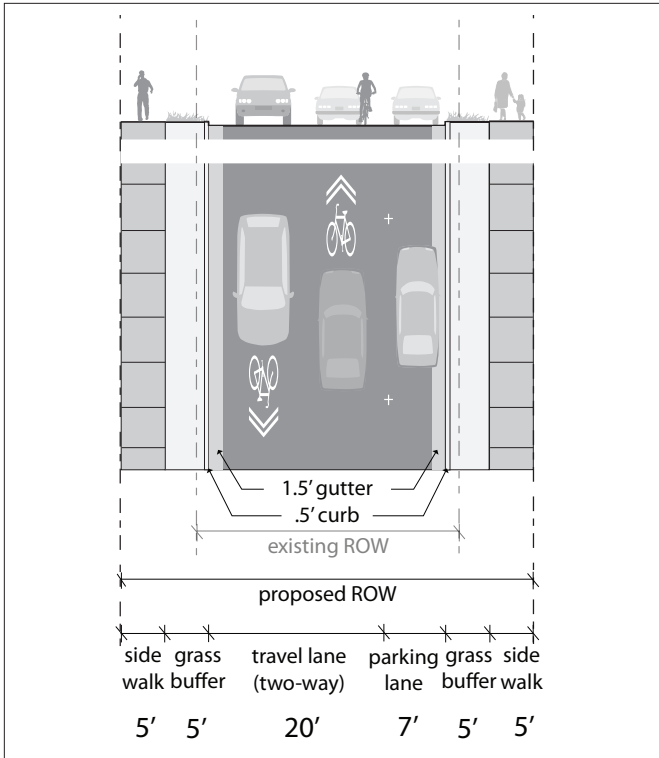 1.5’ gutter
.5’ curb
existing ROW
proposed ROW
side walk
grass buffer
travel lane (two-way)
parking lane
grass buffer
side walk
5’ 5’ 20’ 7’ 5’ 5’